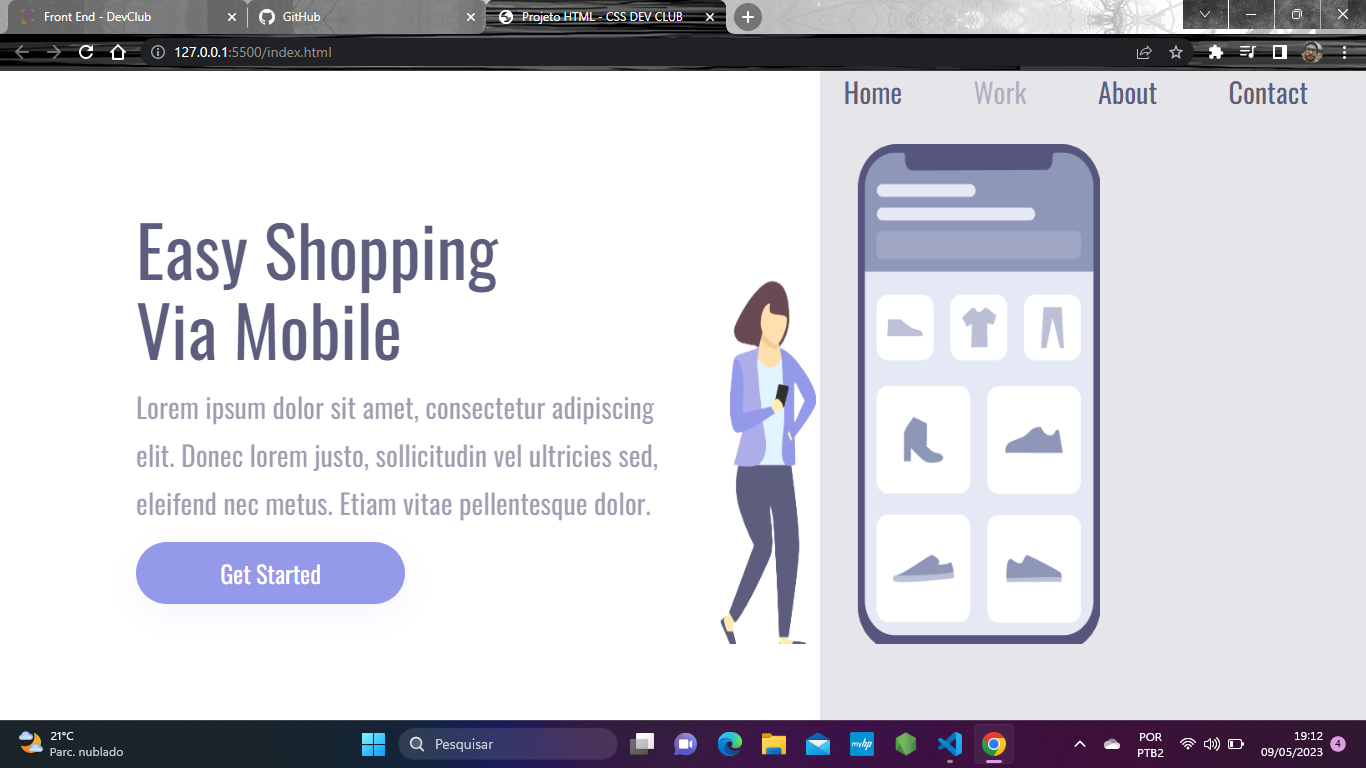 Front End - DevClub
GitHub
Projeto HTML - CSS DEV CLUB
127.0.0.1:5500/index.html
Home
Work
About
Contact
Easy Shopping
Via Mobile
Lorem ipsum dolor sit amet, consectetur adipiscing
elit. Donec lorem justo, sollicitudin vel ultricies sed,
eleifend nec metus. Etiam vitae pellentesque dolor.
Get Started
21°C
Parc. nublado
Pesquisar
myhp
POR
PTB2
19:12
09/05/2023
4